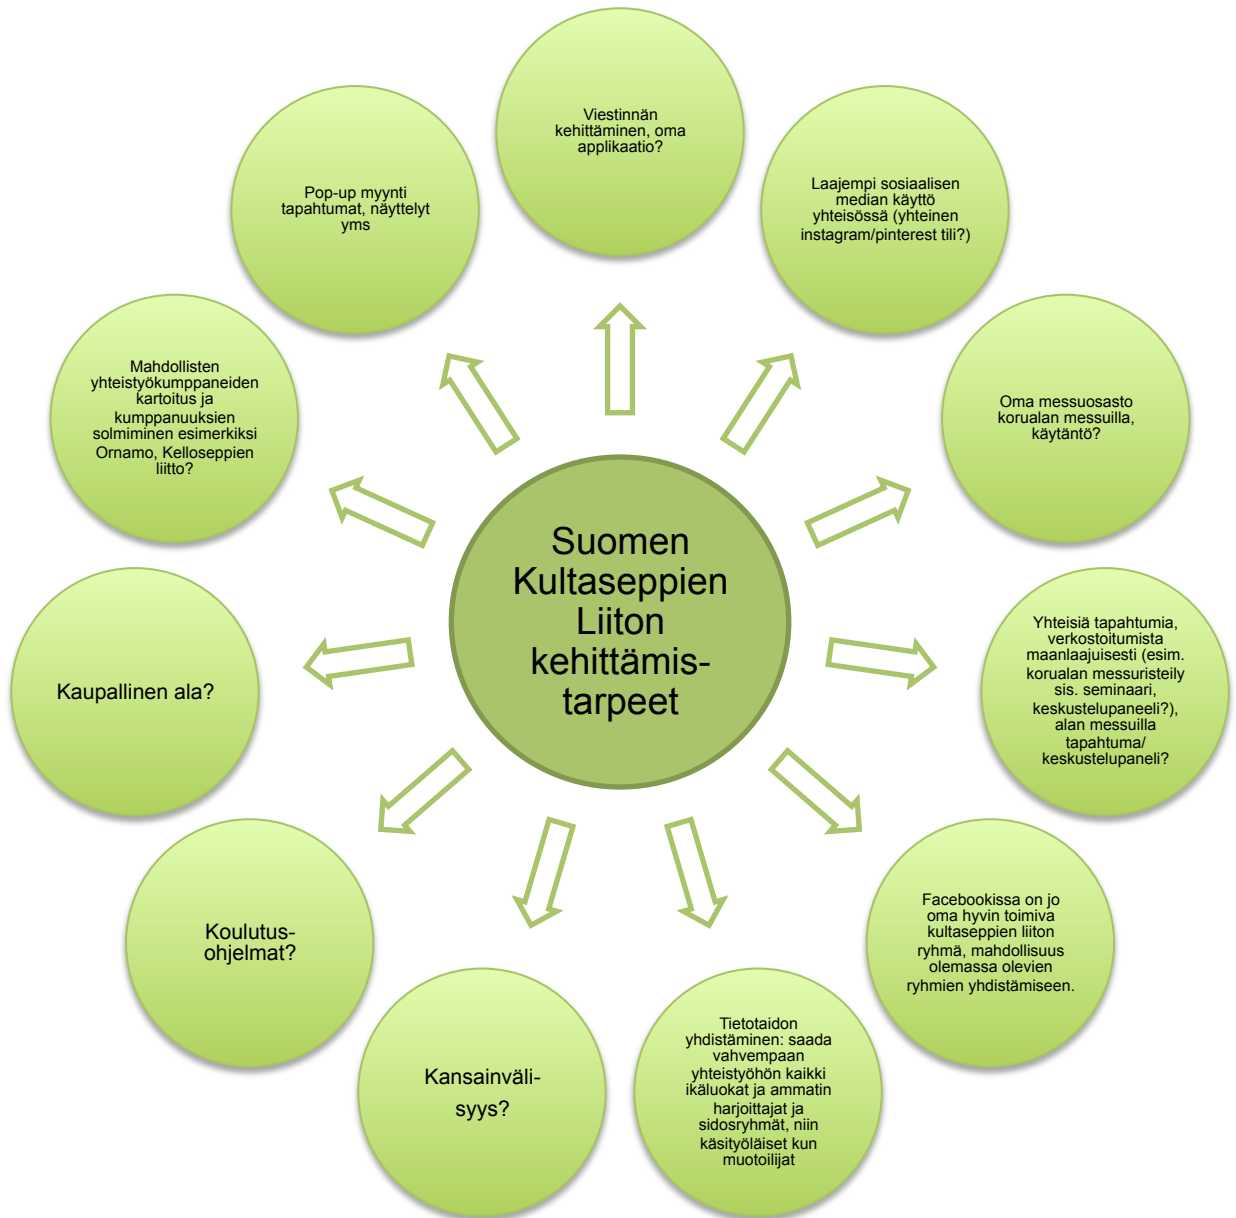 Viestinnän
kehittäminen, oma
applikaatio?
Laajempi sosiaalisen
median käyttö
yhteisössä (yhteinen
instagram/pinterest tili?)
Oma messuosasto
korualan messuilla,
käytäntö?
Yhteisiä tapahtumia,
verkostoitumista
maanlaajuisesti (esim.
korualan messuristeily
sis. seminaari,
keskustelupaneeli?),
alan messuilla
tapahtuma/
keskustelupaneli?
Facebookissa on jo
oma hyvin toimiva
kultaseppien liiton
ryhmä, mahdollisuus
olemassa olevien
ryhmien yhdistämiseen.
Tietotaidon
yhdistäminen: saada
vahvempaan
yhteistyöhön kaikki
ikäluokat ja ammatin
harjoittajat ja
sidosryhmät, niin
käsityöläiset kun
muotoilijat
Kansainväli-
syys?
Koulutus-
ohjelmat?
Kaupallinen ala?
Mahdollisten
yhteistyökumppaneiden
kartoitus ja
kumppanuuksien
solmiminen esimerkiksi
Ornamo, Kelloseppien
liitto?
Pop-up myynti
tapahtumat, näyttelyt
yms
Suomen
Kultaseppien
Liiton
kehittämis-
tarpeet